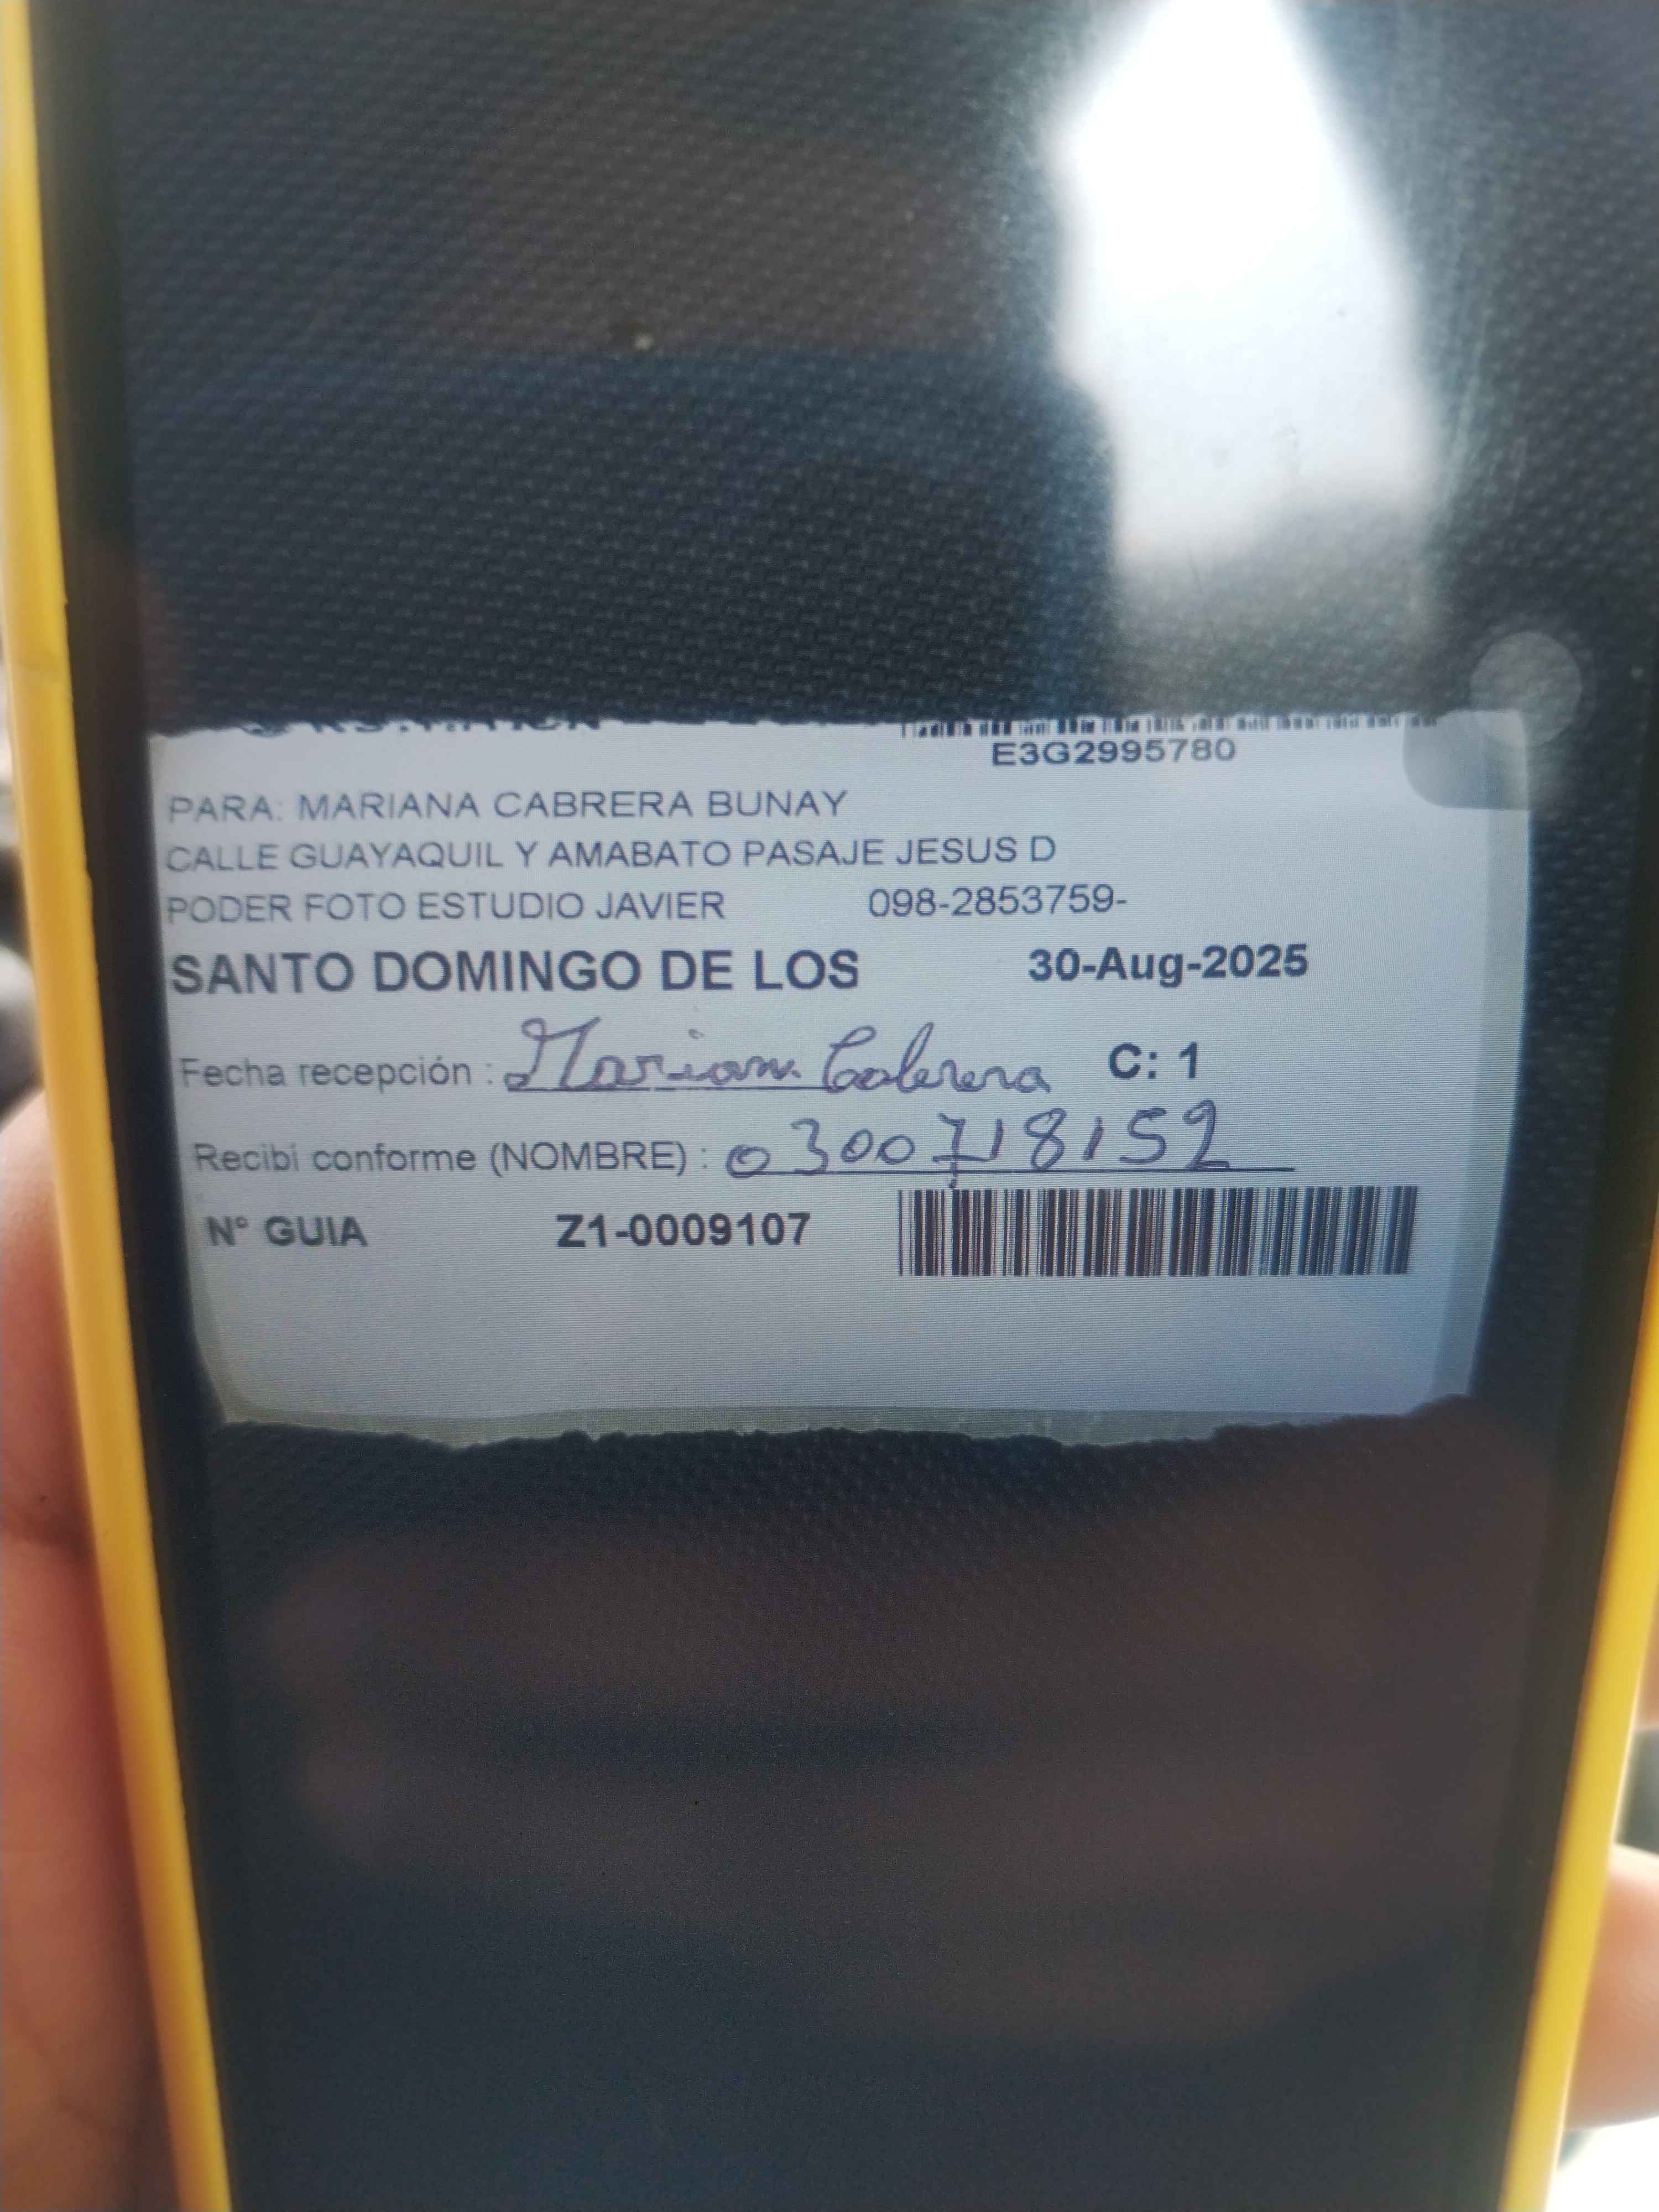 E3G2995780
PARA: MARIANA CABRERA BUNAY
CALLE GUAYAQUIL Y AMABATO PASAJE JESUS D
PODER FOTO ESTUDIO JAVIER 098-2853759-
SANTO DOMINGO DE LOS 30-Aug-2025
Fecha recepción : Mariana Cabrera C: 1
Recibi conforme (NOMBRE) : 0300718152
N° GUIA Z1-0009107